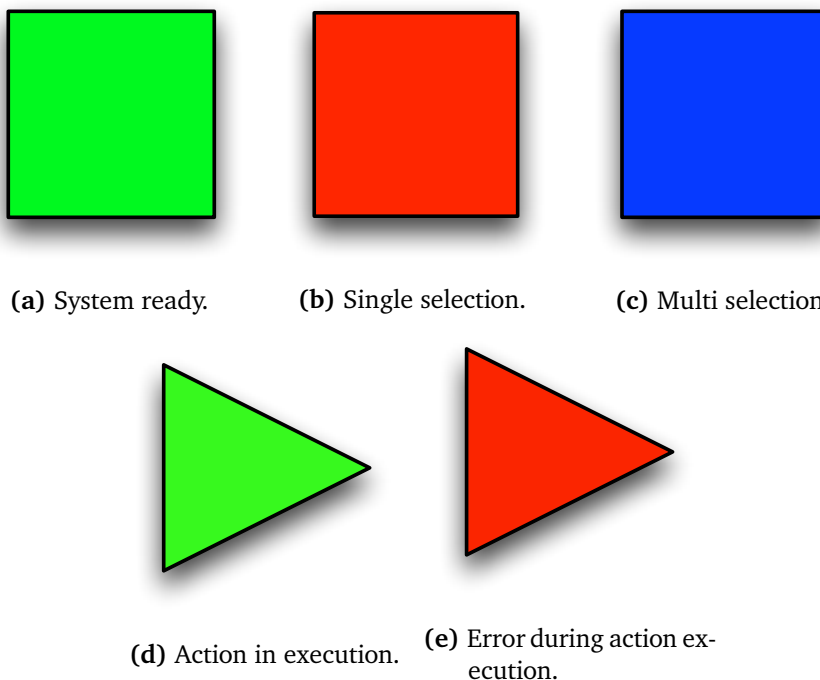 (a) System ready.
(b) Single selection.
(c) Multi selection
(d) Action in execution.
(e) Error during action ex-
ecution.